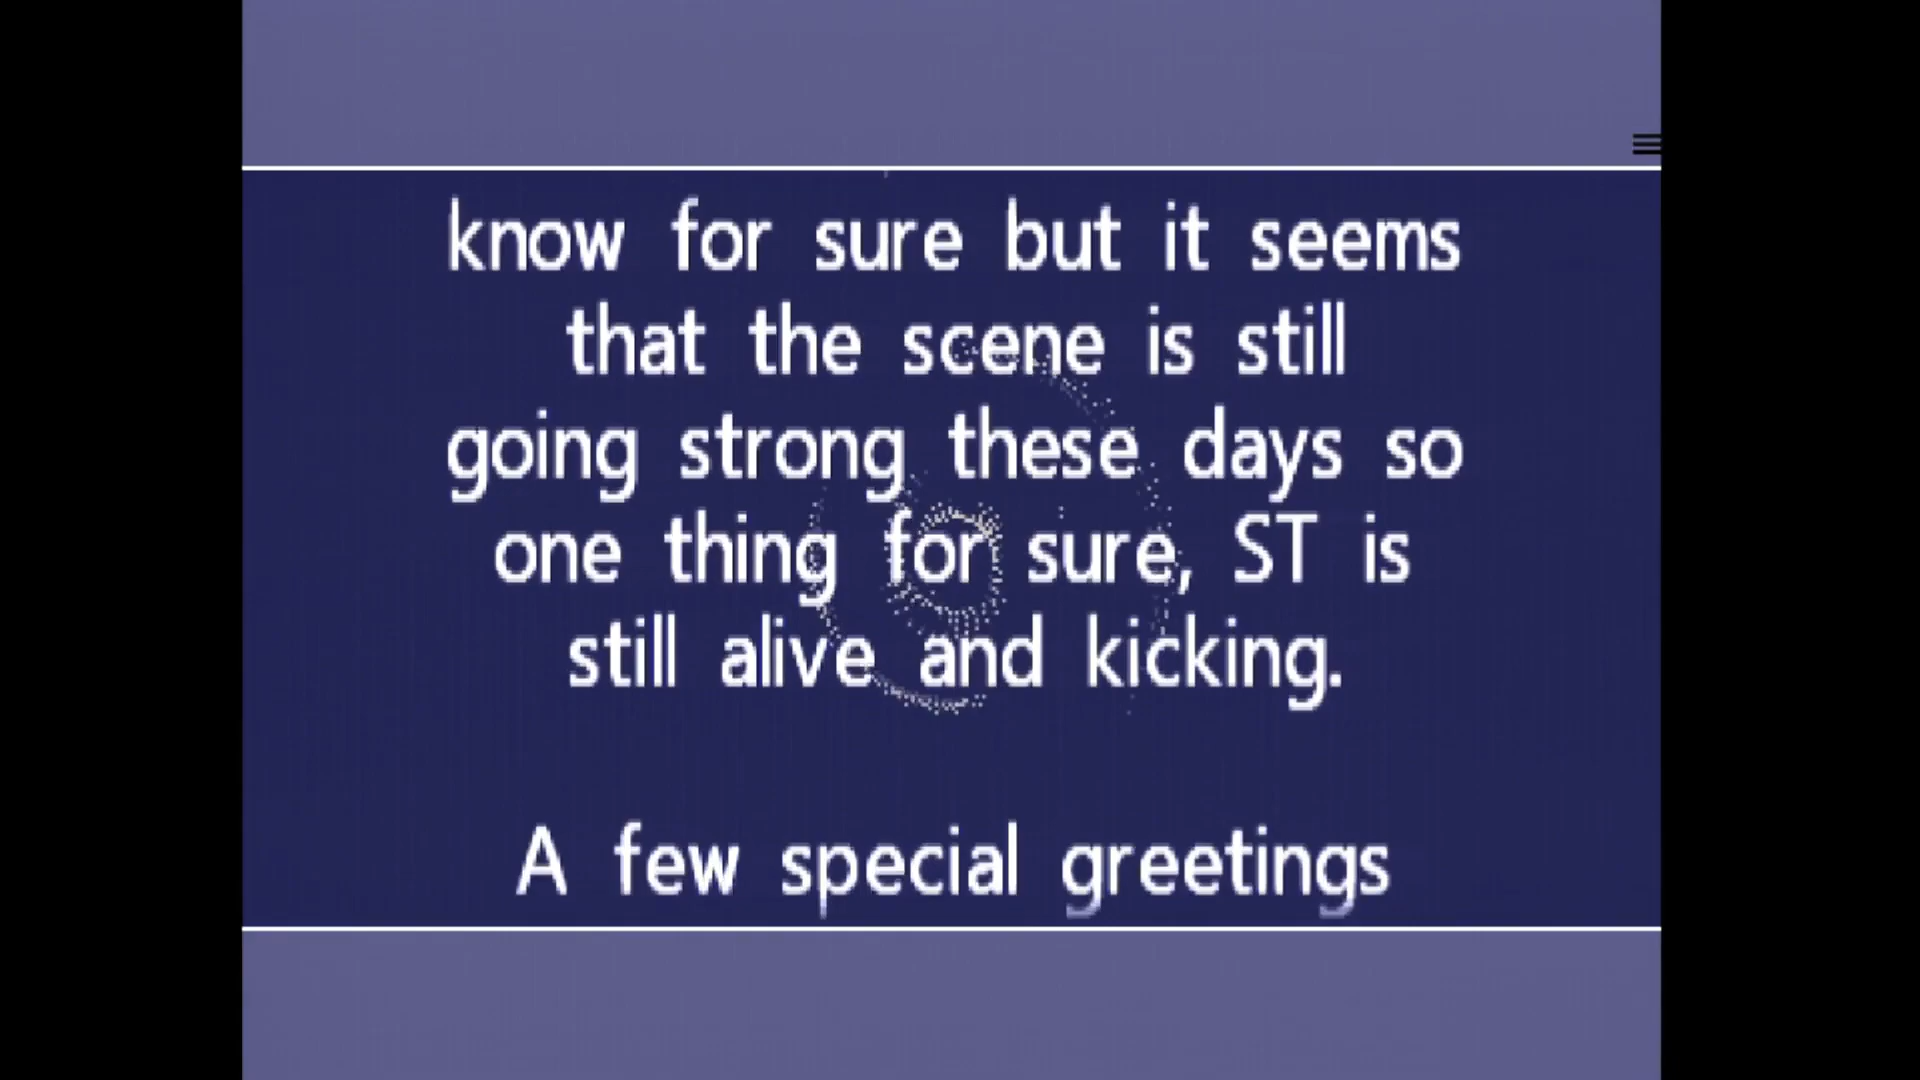 know for sure but it seems
that the scene is still
going strong these days so
one thing for sure, ST is
still alive and kicking.
A few special greetings